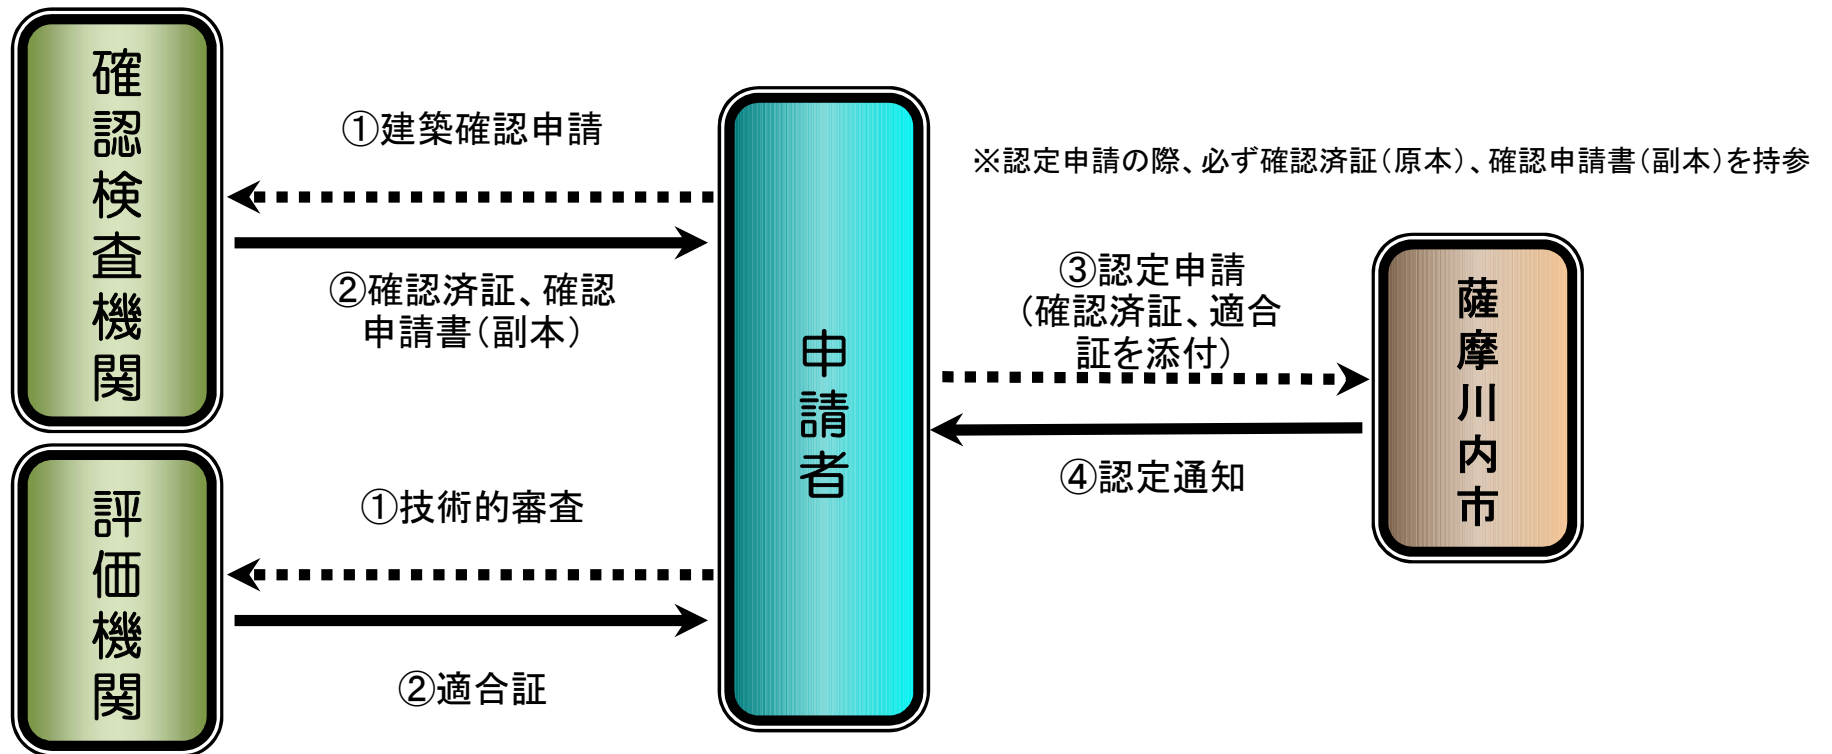 確認検査機関
①建築確認申請
②確認済証、確認
申請書（副本）
評価機関
①技術的審査
②適合証
申請者
※認定申請の際、必ず確認済証（原本）、確認申請書（副本）を持参
③認定申請
（確認済証、適合
証を添付）
④認定通知
薩摩川内市